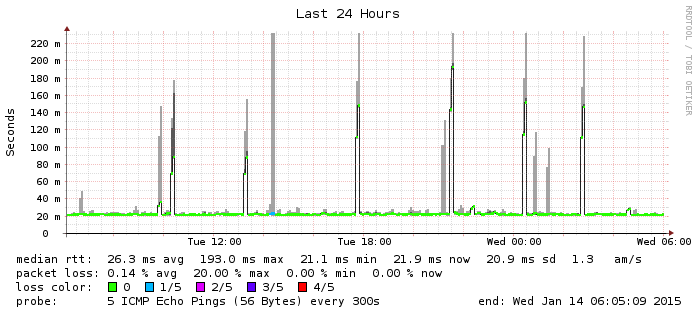 Last 24 Hours
RRDTOOL / TOBI OETIKER
Seconds
220 m
200 m
180 m
160 m
140 m
120 m
100 m
80 m
60 m
40 m
20 m
0
Tue 12:00 Tue 18:00 Wed 00:00 Wed 06:00
median rtt: 26.3 ms avg 193.0 ms max 21.1 ms min 21.9 ms now 20.9 ms sd 1.3 am/s
packet loss: 0.14 % avg 20.00 % max 0.00 % min 0.00 % now
loss color: 0 1/5 2/5 3/5 4/5
probe: 5 ICMP Echo Pings (56 Bytes) every 300s end: Wed Jan 14 06:05:09 2015